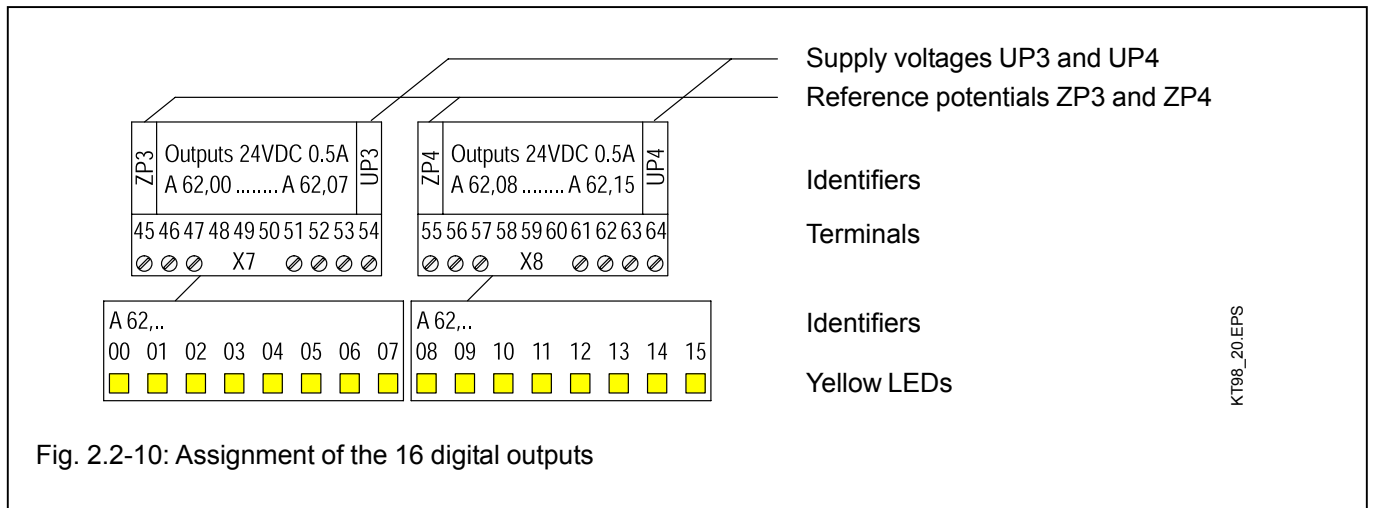 Supply voltages UP3 and UP4
Reference potentials ZP3 and ZP4
ZP3
Outputs 24VDC 0.5A
A 62,00 ........ A 62,07
UP3
ZP4
Outputs 24VDC 0.5A
A 62,08 ........ A 62,15
UP4
Identifiers
45 46 47 48 49 50 51 52 53 54
55 56 57 58 59 60 61 62 63 64
Terminals
X7
X8
A 62,..
A 62,..
Identifiers
00 01 02 03 04 05 06 07
08 09 10 11 12 13 14 15
Yellow LEDs
KT98_20.EPS
Fig. 2.2-10: Assignment of the 16 digital outputs